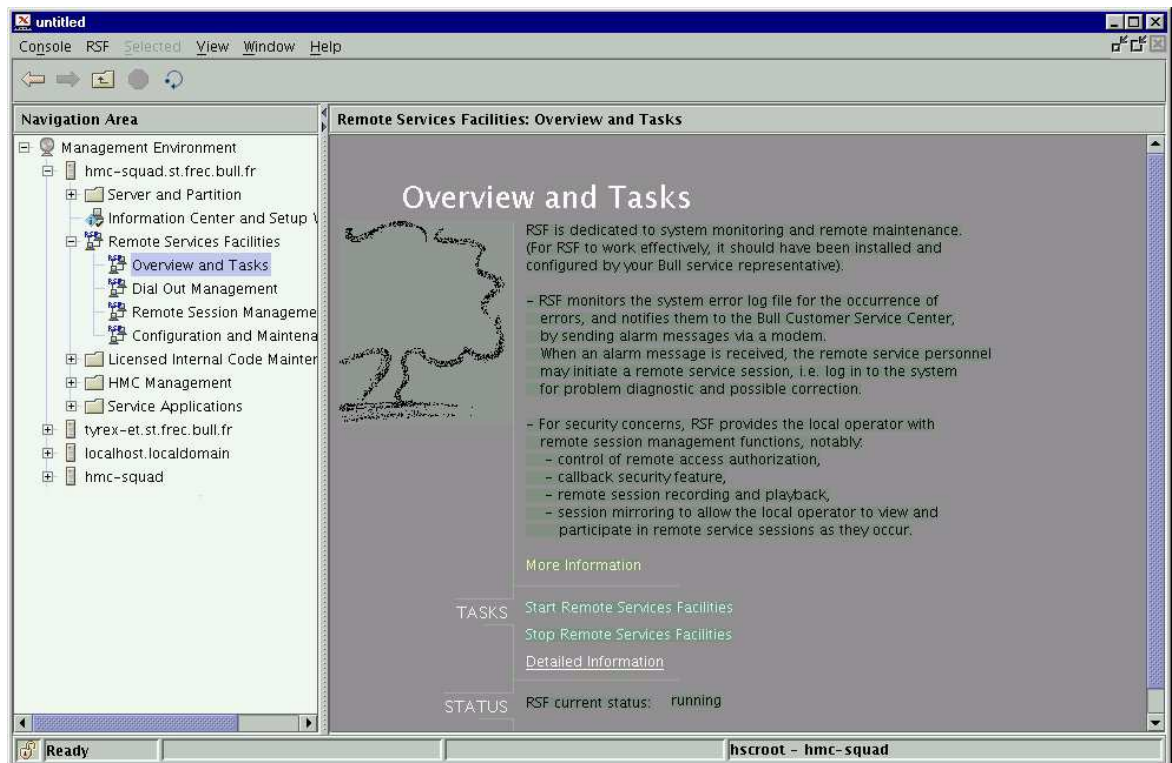 untitled
Console RSF Selected View Window Help
Navigation Area
Remote Services Facilities: Overview and Tasks
Management Environment
hmc-squad.st.frec.bull.fr
Server and Partition
Information Center and Setup
Remote Services Facilities
Overview and Tasks
Dial Out Management
Remote Session Manageme
Configuration and Maintena
Licensed Internal Code Mainter
HMC Management
Service Applications
tyrex-et.st.frec.bull.fr
localhost.localdomain
hmc-squad
Overview and Tasks
RSF is dedicated to system monitoring and remote maintenance.
(For RSF to work effectively, it should have been installed and
configured by your Bull service representative).
- RSF monitors the system error log file for the occurrence of
errors, and notifies them to the Bull Customer Service Center,
by sending alarm messages via a modem.
When an alarm message is received, the remote service personnel
may initiate a remote service session, i.e. log in to the system
for problem diagnostic and possible correction.
- For security concerns, RSF provides the local operator with
remote session management functions, notably:
- control of remote access authorization,
- callback security feature,
- remote session recording and playback,
- session mirroring to allow the local operator to view and
participate in remote service sessions as they occur.
More Information
TASKS
Start Remote Services Facilities
Stop Remote Services Facilities
Detailed Information
STATUS
RSF current status: running
Ready
hscroot - hmc-squad